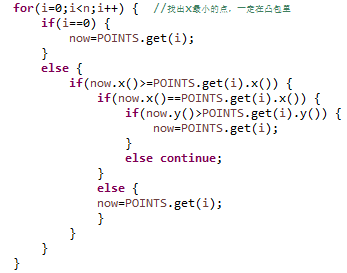 for(i=0;i<n;i++) {  //找出X最小的点，一定在凸包里
    if(i==0) {
        now=POINTS.get(i);
    }
    else {
        if(now.x()>=POINTS.get(i).x()) {
            if(now.x()==POINTS.get(i).x()) {
                if(now.y()>POINTS.get(i).y()) {
                    now=POINTS.get(i);
                }
                else continue;
            }
            else {
            now=POINTS.get(i);
            }
        }
    }
}